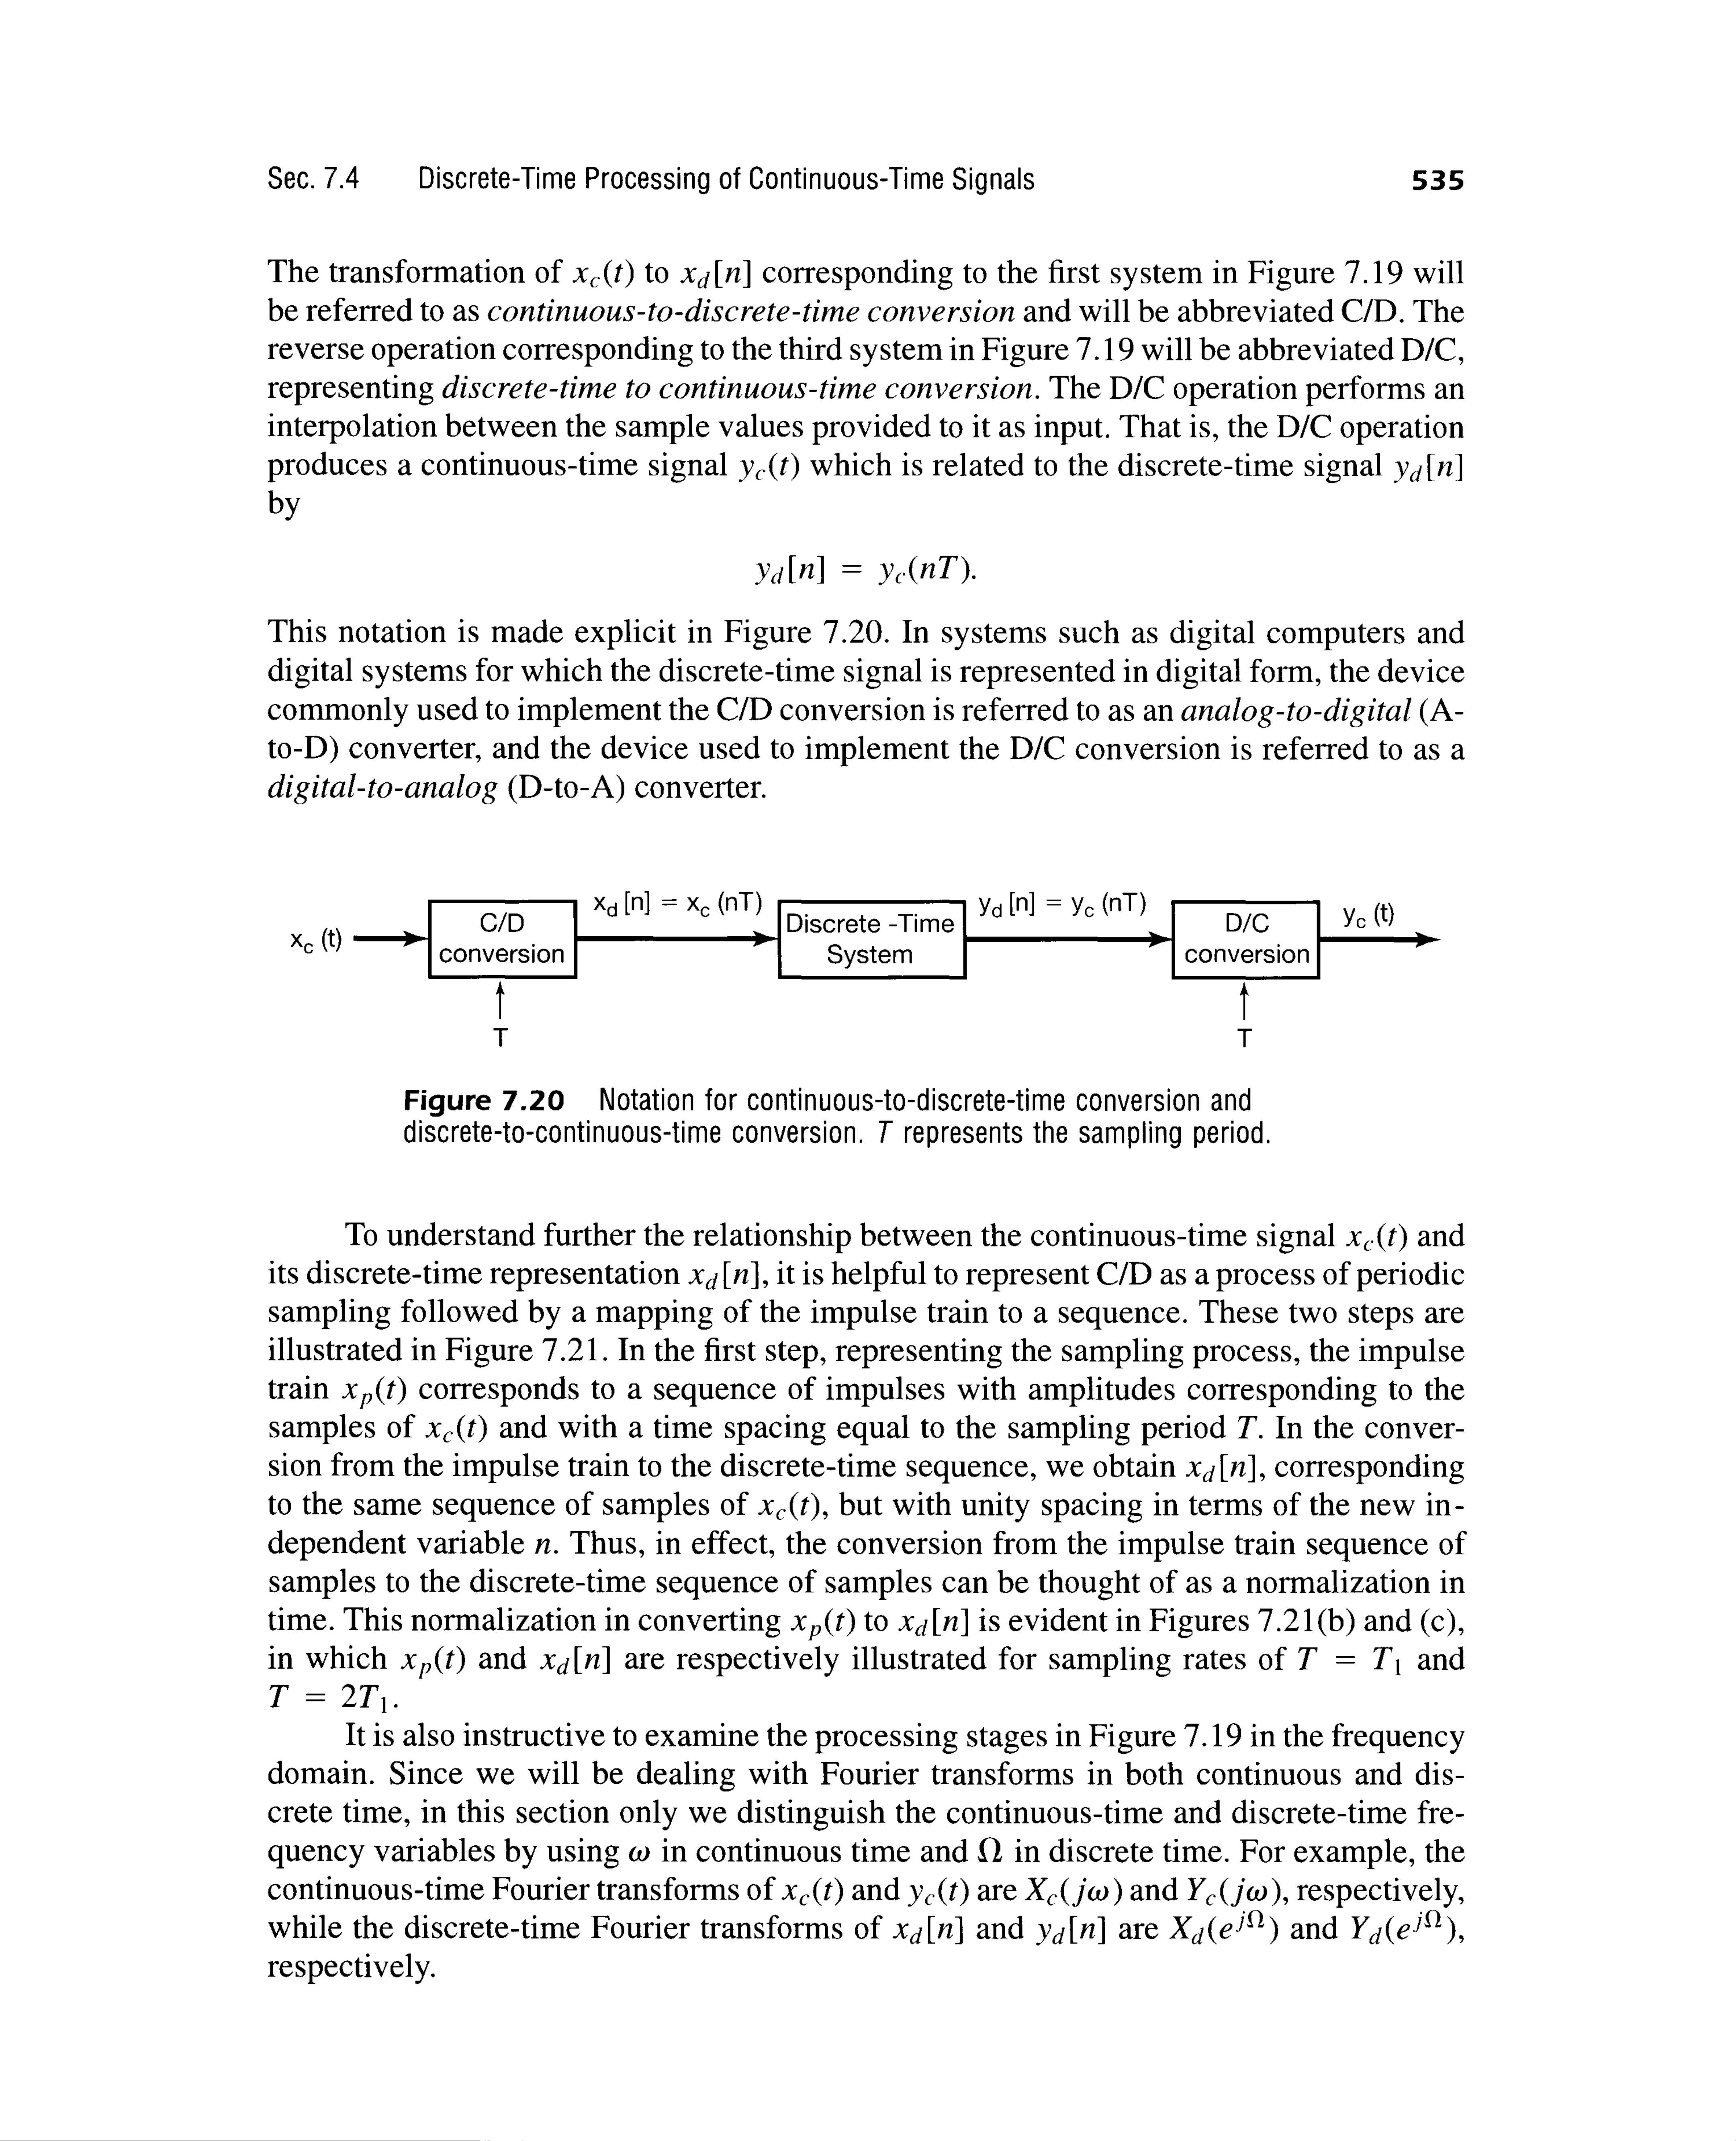 Sec. 7.4 Discrete-Time Processing of Continuous-Time Signals 535
The transformation of x_c(t) to x_d[n] corresponding to the first system in Figure 7.19 will
be referred to as continuous-to-discrete-time conversion and will be abbreviated C/D. The
reverse operation corresponding to the third system in Figure 7.19 will be abbreviated D/C,
representing discrete-time to continuous-time conversion. The D/C operation performs an
interpolation between the sample values provided to it as input. That is, the D/C operation
produces a continuous-time signal y_c(t) which is related to the discrete-time signal y_d[n]
by
y_d[n] = y_c(nT).
This notation is made explicit in Figure 7.20. In systems such as digital computers and
digital systems for which the discrete-time signal is represented in digital form, the device
commonly used to implement the C/D conversion is referred to as an analog-to-digital (A-
to-D) converter, and the device used to implement the D/C conversion is referred to as a
digital-to-analog (D-to-A) converter.
x_c (t)
C/D
conversion
T
x_d [n] = x_c (nT)
Discrete -Time
System
y_d [n] = y_c (nT)
D/C
conversion
T
y_c (t)
Figure 7.20 Notation for continuous-to-discrete-time conversion and
discrete-to-continuous-time conversion. T represents the sampling period.
To understand further the relationship between the continuous-time signal x_c(t) and
its discrete-time representation x_d[n], it is helpful to represent C/D as a process of periodic
sampling followed by a mapping of the impulse train to a sequence. These two steps are
illustrated in Figure 7.21. In the first step, representing the sampling process, the impulse
train x_p(t) corresponds to a sequence of impulses with amplitudes corresponding to the
samples of x_c(t) and with a time spacing equal to the sampling period T. In the conver-
sion from the impulse train to the discrete-time sequence, we obtain x_d[n], corresponding
to the same sequence of samples of x_c(t), but with unity spacing in terms of the new in-
dependent variable n. Thus, in effect, the conversion from the impulse train sequence of
samples to the discrete-time sequence of samples can be thought of as a normalization in
time. This normalization in converting x_p(t) to x_d[n] is evident in Figures 7.21(b) and (c),
in which x_p(t) and x_d[n] are respectively illustrated for sampling rates of T = T_1 and
T = 2T_1.
It is also instructive to examine the processing stages in Figure 7.19 in the frequency
domain. Since we will be dealing with Fourier transforms in both continuous and dis-
crete time, in this section only we distinguish the continuous-time and discrete-time fre-
quency variables by using ω in continuous time and Ω in discrete time. For example, the
continuous-time Fourier transforms of x_c(t) and y_c(t) are X_c(jω) and Y_c(jω), respectively,
while the discrete-time Fourier transforms of x_d[n] and y_d[n] are X_d(e^{jΩ}) and Y_d(e^{jΩ}),
respectively.